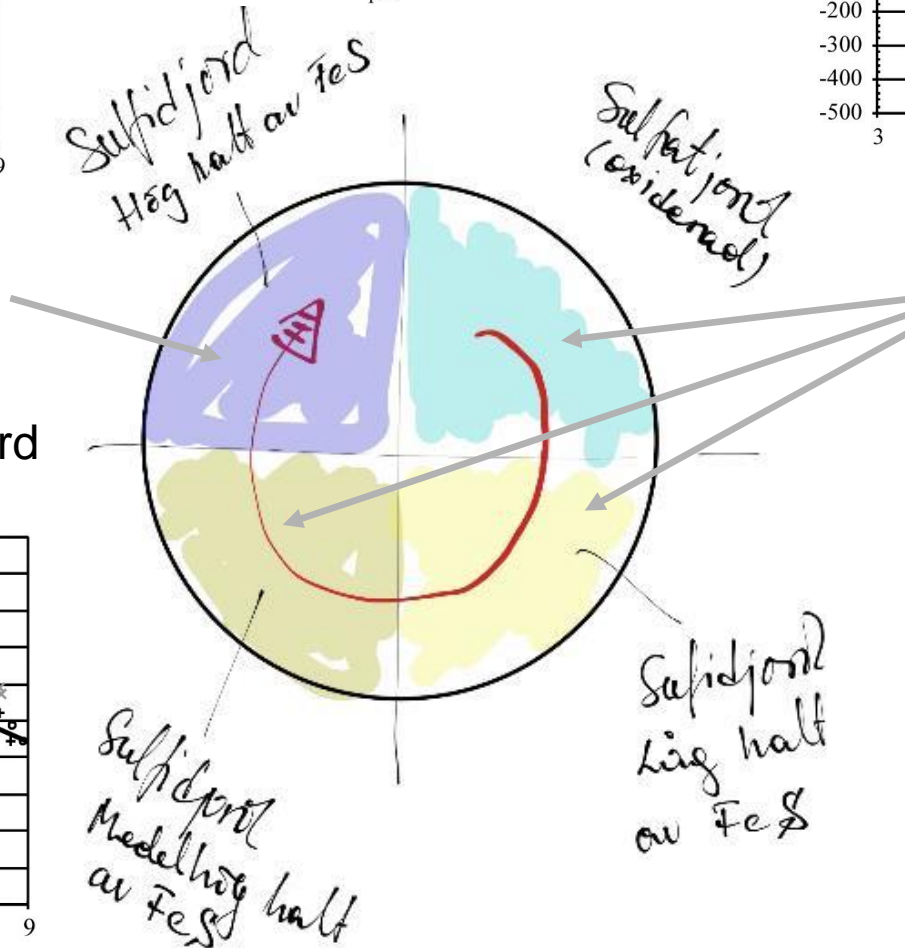 -200
-300
-400
-500
3
9
Sulfidjord
Hög halt av FeS
Sulfatjord
(oxiderad)
rd
Sulfidjord
Låg halt
av FeS
Sulfidjord
Medelhög halt
av FeS
9